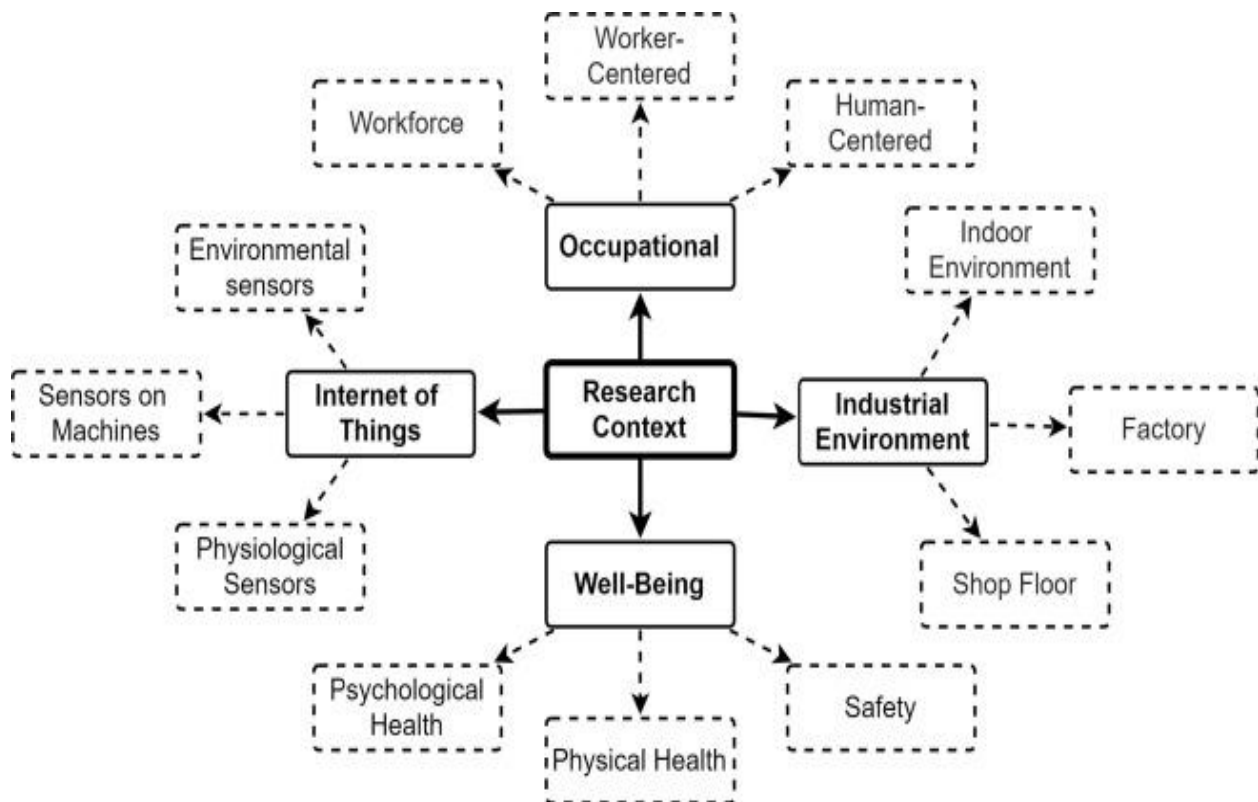 Worker-
Centered
Workforce
Human-
Centered
Environmental
sensors
Occupational
Indoor
Environment
Sensors on
Machines
Internet of
Things
Research
Context
Industrial
Environment
Factory
Physiological
Sensors
Well-Being
Shop Floor
Psychological
Health
Physical Health
Safety